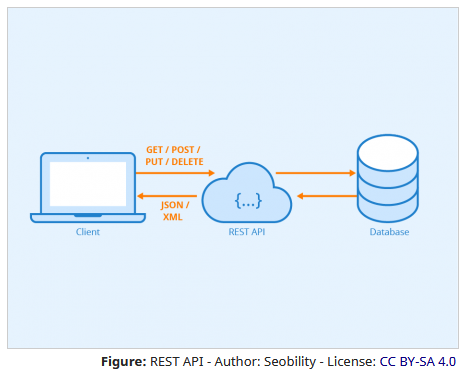 GET / POST /
PUT / DELETE
JSON /
XML
{...}
Client
REST API
Database
Figure: REST API - Author: Seobility - License: CC BY-SA 4.0